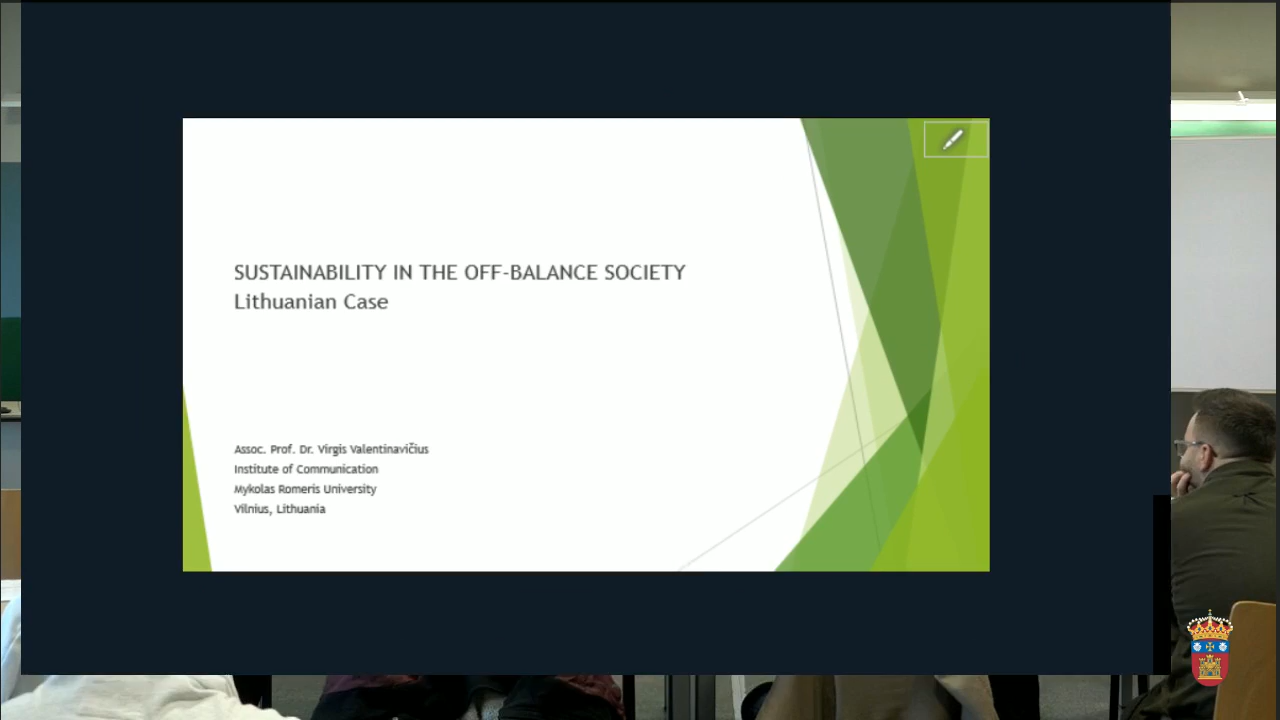 SUSTAINABILITY IN THE OFF-BALANCE SOCIETY
Lithuanian Case
Assoc. Prof. Dr. Virgis Valentinavičius
Institute of Communication
Mykolas Romeris University
Vilnius, Lithuania